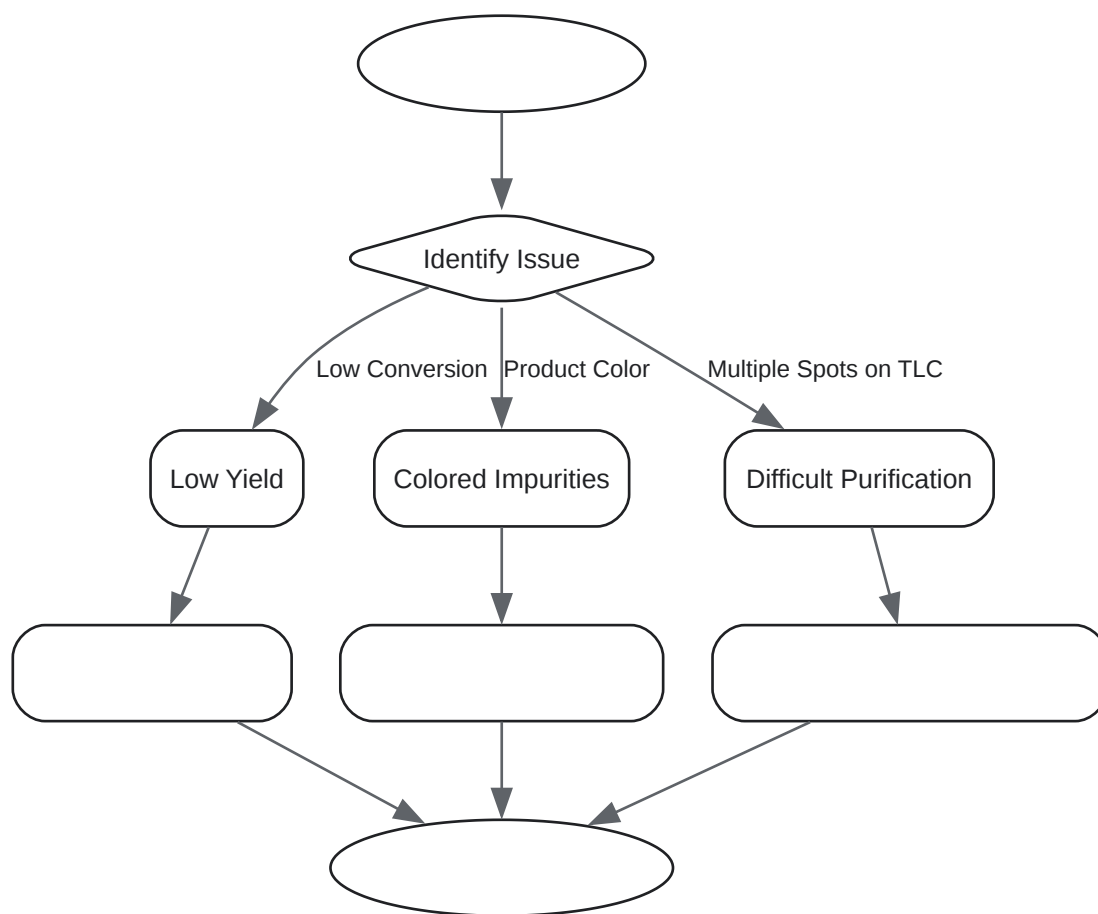 Identify Issue
Low Conversion
Product Color
Multiple Spots on TLC
Low Yield
Colored Impurities
Difficult Purification